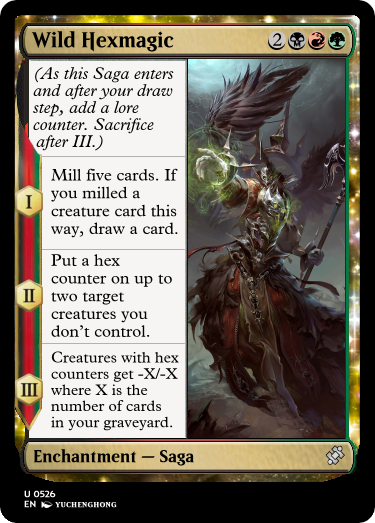 Wild Hexmagic 2
(As this Saga enters
and after your draw
step, add a lore
counter. Sacrifice
after III.)
I
Mill five cards. If
you milled a
creature card this
way, draw a card.
II
Put a hex
counter on up to
two target
creatures you
don't control.
III
Creatures with hex
counters get -X/-X
where X is the
number of cards
in your graveyard.
Enchantment — Saga
U 0526
EN YUCHENGHONG